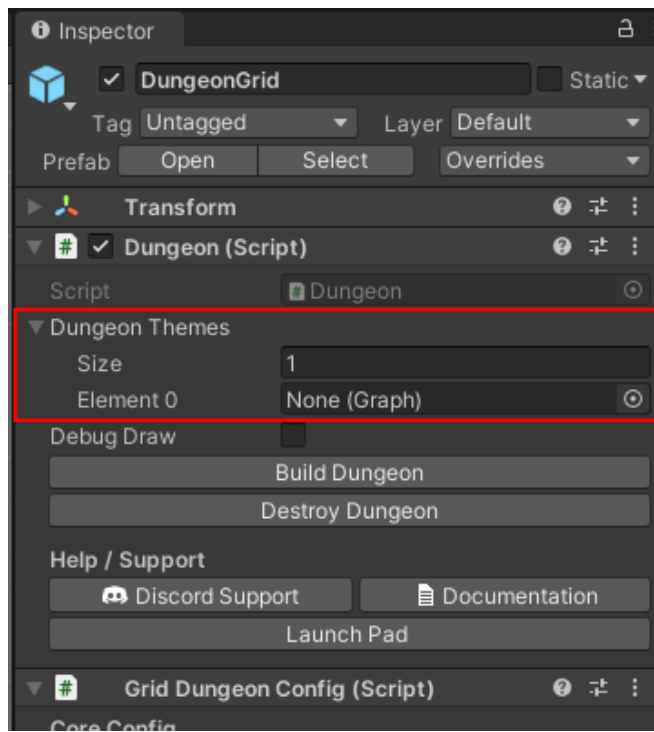 Inspector
DungeonGrid Static
Tag Untagged Layer Default
Prefab Open Select Overrides
Transform
# Dungeon (Script)
Script # Dungeon
Dungeon Themes
Size 1
Element 0 None (Graph)
Debug Draw
Build Dungeon
Destroy Dungeon
Help / Support
Discord Support Documentation
Launch Pad
# Grid Dungeon Config (Script)
Core Config